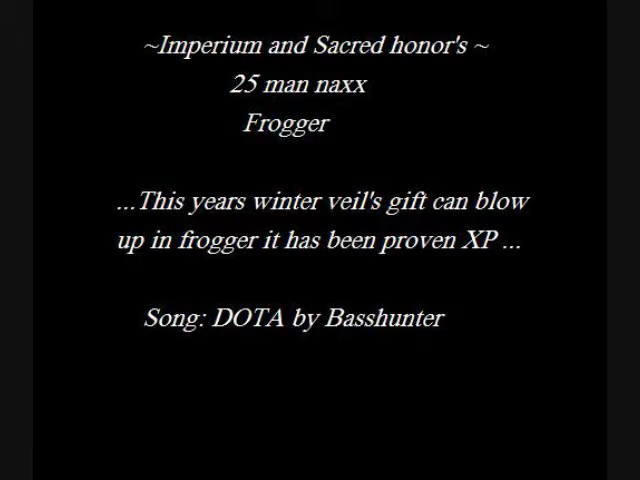 ~Imperium and Sacred honor's ~
25 man naxx
Frogger
...This years winter veil's gift can blow
up in frogger it has been proven XP ...
Song: DOTA by Basshunter